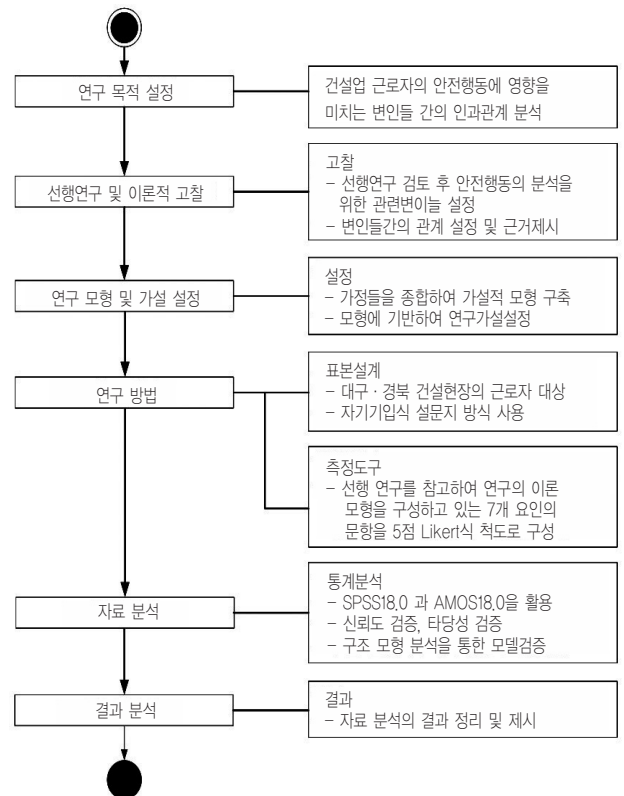 연구 목적 설정
건설업 근로자의 안전행동에 영향을
미치는 변인들 간의 인과관계 분석
선행연구 및 이론적 고찰
고찰
- 선행연구 검토 후 안전행동의 분석을
위한 관련변이늘 설정
- 변인들간의 관계 설정 및 근거제시
연구 모형 및 가설 설정
설정
- 가정들을 종합하여 가설적 모형 구축
- 모형에 기반하여 연구가설설정
연구 방법
표본설계
- 대구 · 경북 건설현장의 근로자 대상
- 자기기입식 설문지 방식 사용
측정도구
- 선행 연구를 참고하여 연구의 이론
모형을 구성하고 있는 7개 요인의
문항을 5점 Likert식 척도로 구성
자료 분석
통계분석
- SPSS18.0 과 AMOS18.0을 활용
- 신뢰도 검증, 타당성 검증
- 구조 모형 분석을 통한 모델검증
결과 분석
결과
- 자료 분석의 결과 정리 및 제시